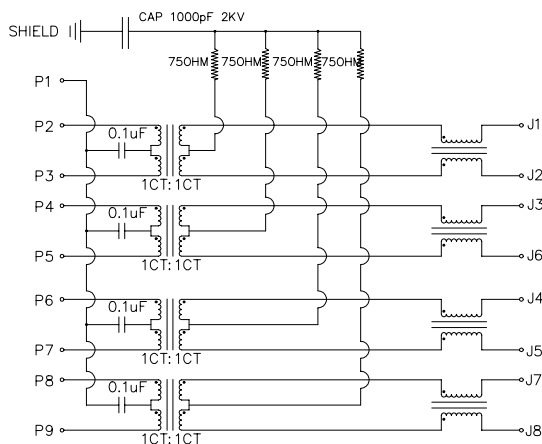 CAP 1000pF 2KV
SHIELD
75OHM 75OHM 75OHM 75OHM
P1
P2
0.1uF
J1
P3
1CT:1CT
J2
P4
0.1uF
J3
P5
1CT:1CT
J6
P6
0.1uF
J4
P7
1CT:1CT
J5
P8
0.1uF
J7
P9
1CT:1CT
J8